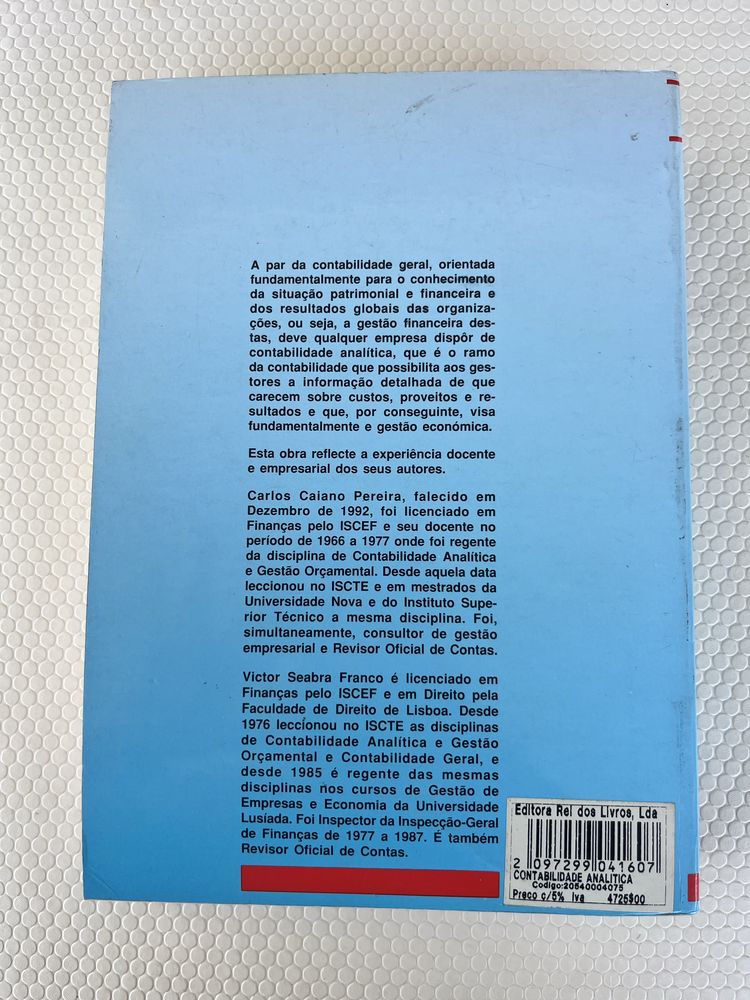 A par da contabilidade geral, orientada
fundamentalmente para o conhecimento
da situação patrimonial e financeira e
dos resultados globais das organiza-
ções, ou seja, a gestão financeira des-
tas, deve qualquer empresa dispôr de
contabilidade analítica, que é o ramo
da contabilidade que possibilita aos ges-
tores a informação detalhada de que
carecem sobre custos, proveitos e re-
sultados e que, por conseguinte, visa
fundamentalmente e gestão económica.
Esta obra reflecte a experiência docente
e empresarial dos seus autores.
Carlos Caiano Pereira, falecido em
Dezembro de 1992, foi licenciado em
Finanças pelo ISCEF e seu docente no
período de 1966 a 1977 onde foi regente
da disciplina de Contabilidade Analítica
e Gestão Orçamental. Desde aquela data
leccionou no ISCTE e em mestrados da
Universidade Nova e do Instituto Supe-
rior Técnico a mesma disciplina. Foi,
simultaneamente, consultor de gestão
empresarial e Revisor Oficial de Contas.
Victor Seabra Franco é licenciado em
Finanças pelo ISCEF e em Direito pela
Faculdade de Direito de Lisboa. Desde
1976 leccionou no ISCTE as disciplinas
de Contabilidade Analítica e Gestão
Orçamental e Contabilidade Geral, e
desde 1985 é regente das mesmas
disciplinas nos cursos de Gestão de
Empresas e Economia da Universidade
Lusíada. Foi Inspector da Inspecção-Geral
de Finanças de 1977 a 1987. É também
Revisor Oficial de Contas.
Editora Rei dos Livros, Lda
2 097299 041607
CONTABILIDADE ANALITICA
Codigo:20540004075
Preco c/5% Iva 4725$00